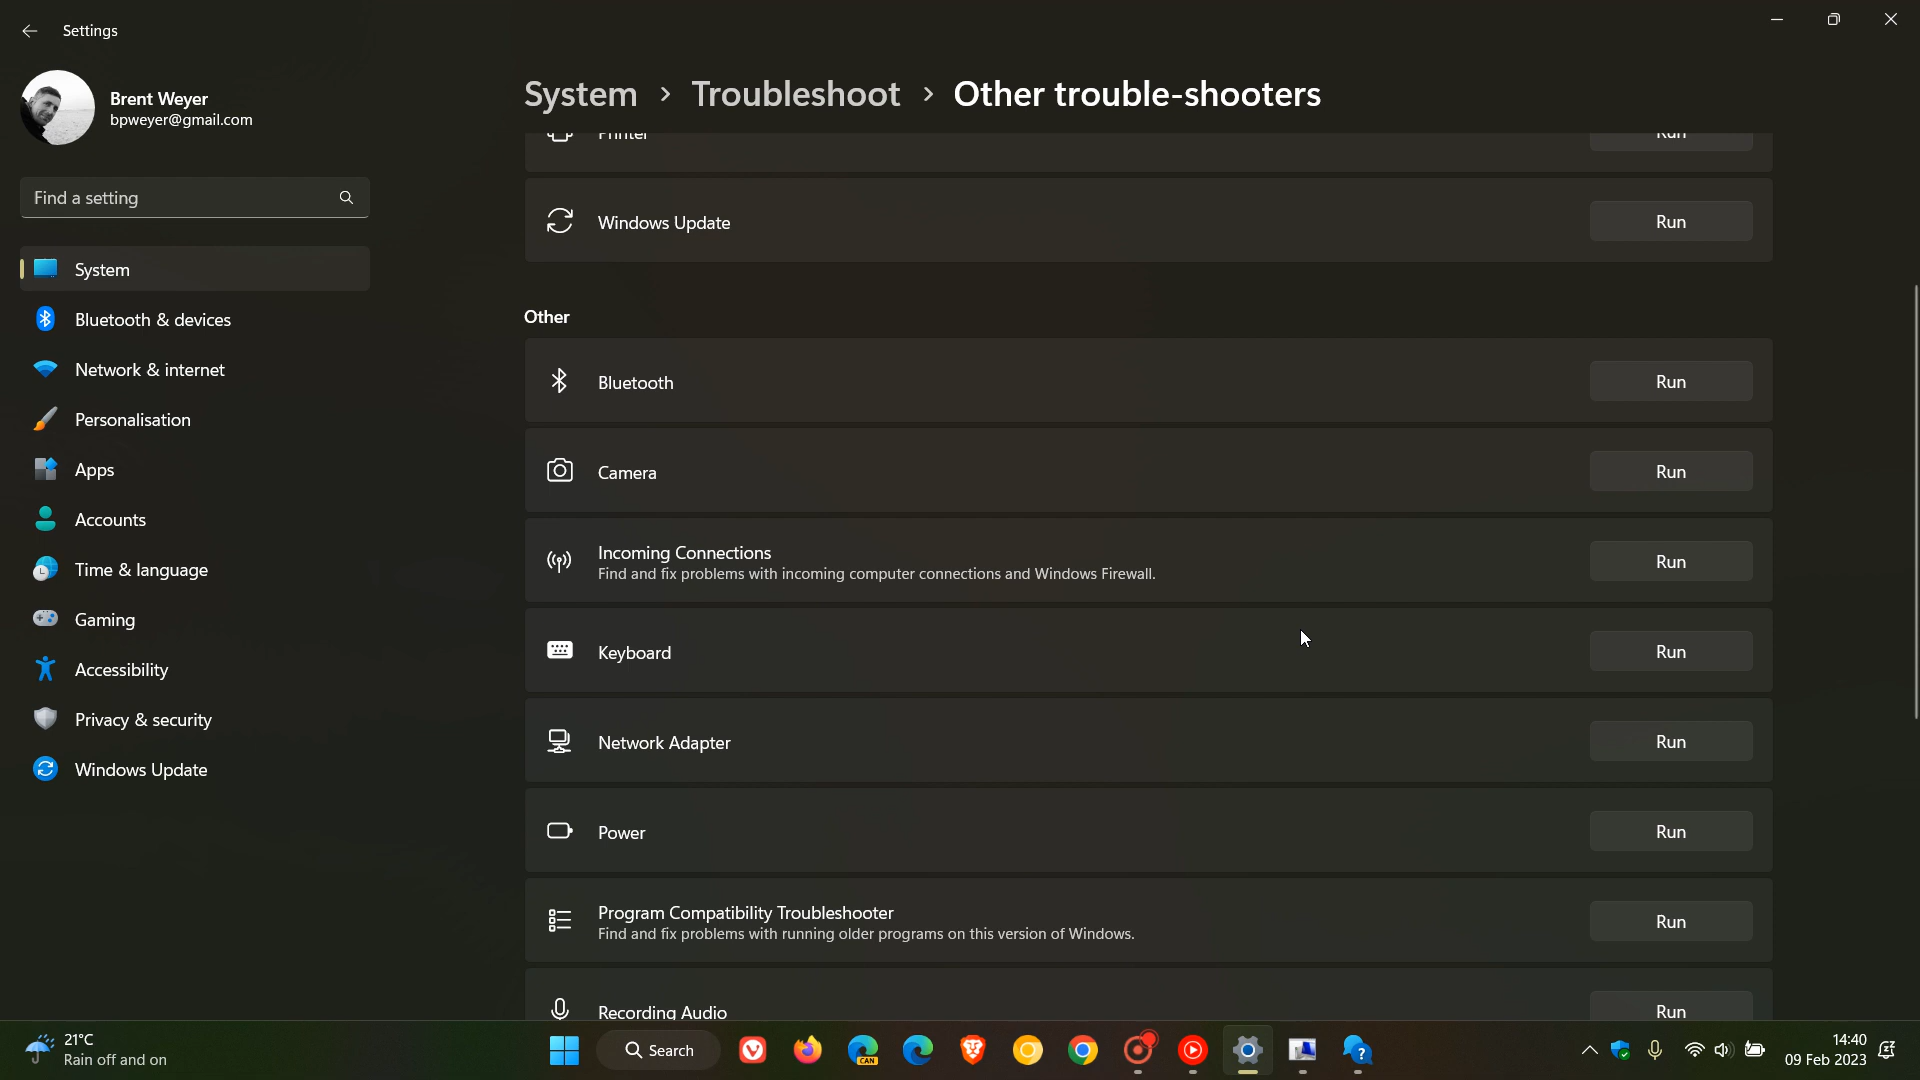 Settings
Brent Weyer
bpweyer@gmail.com
Find a setting
System
Bluetooth & devices
Network & internet
Personalisation
Apps
Accounts
Time & language
Gaming
Accessibility
Privacy & security
Windows Update
System > Troubleshoot > Other trouble-shooters
Printer Run
Windows Update Run
Other
Bluetooth Run
Camera Run
Incoming Connections
Find and fix problems with incoming computer connections and Windows Firewall.
Run
Keyboard Run
Network Adapter Run
Power Run
Program Compatibility Troubleshooter
Find and fix problems with running older programs on this version of Windows.
Run
Recording Audio Run
21°C
Rain off and on
Search
CAN
14:40
09 Feb 2023